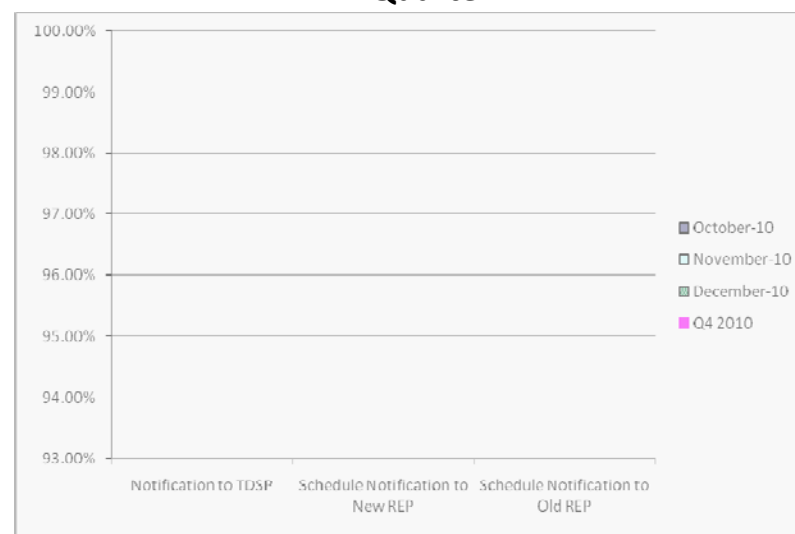 100.00%
99.00%
98.00%
97.00%
96.00%
95.00%
94.00%
93.00%
Notification to TDSP
Schedule Notification to
New REP
Schedule Notification to
Old REP
October-10
November-10
December-10
Q4 2010